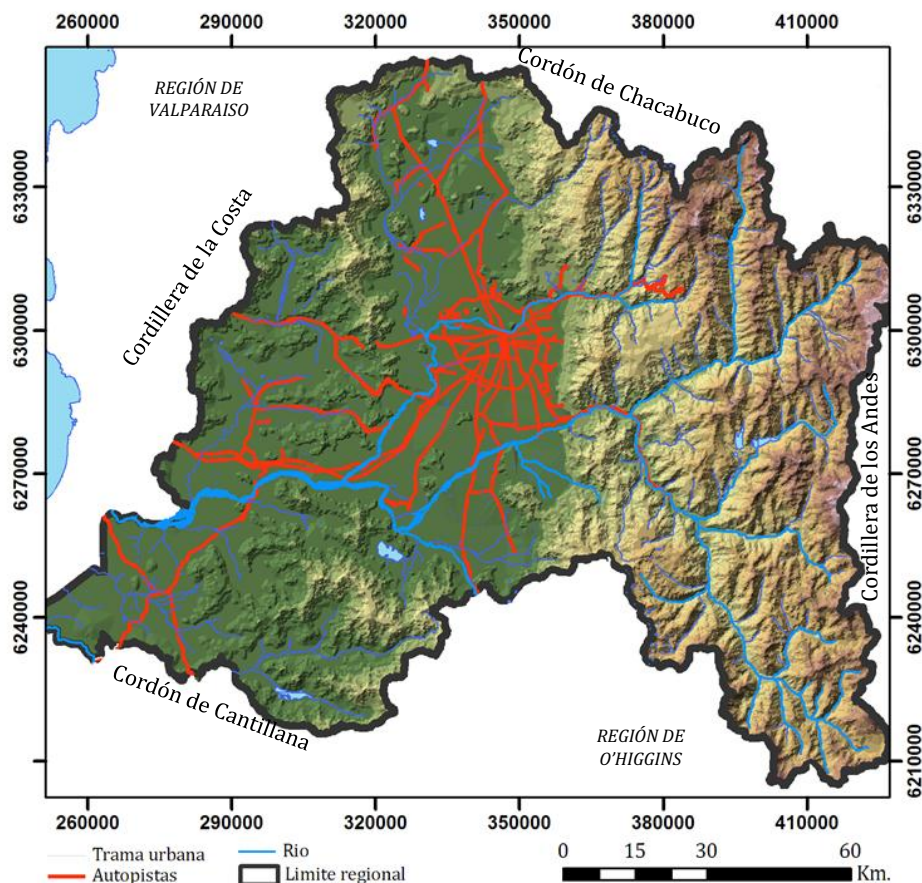 260000 290000 320000 350000 380000 410000
Cordón de Chacabuco
REGIÓN DE
VALPARAISO
6330000 6330000
Cordillera de la Costa
6300000 6300000
Cordillera de los Andes
6270000 6270000
6240000 6240000
Cordón de Cantillana
REGIÓN DE
O'HIGGINS
6210000 6210000
260000 290000 320000 350000 380000 410000
Trama urbana Rio 0 15 30 60
Autopistas Limite regional Km.